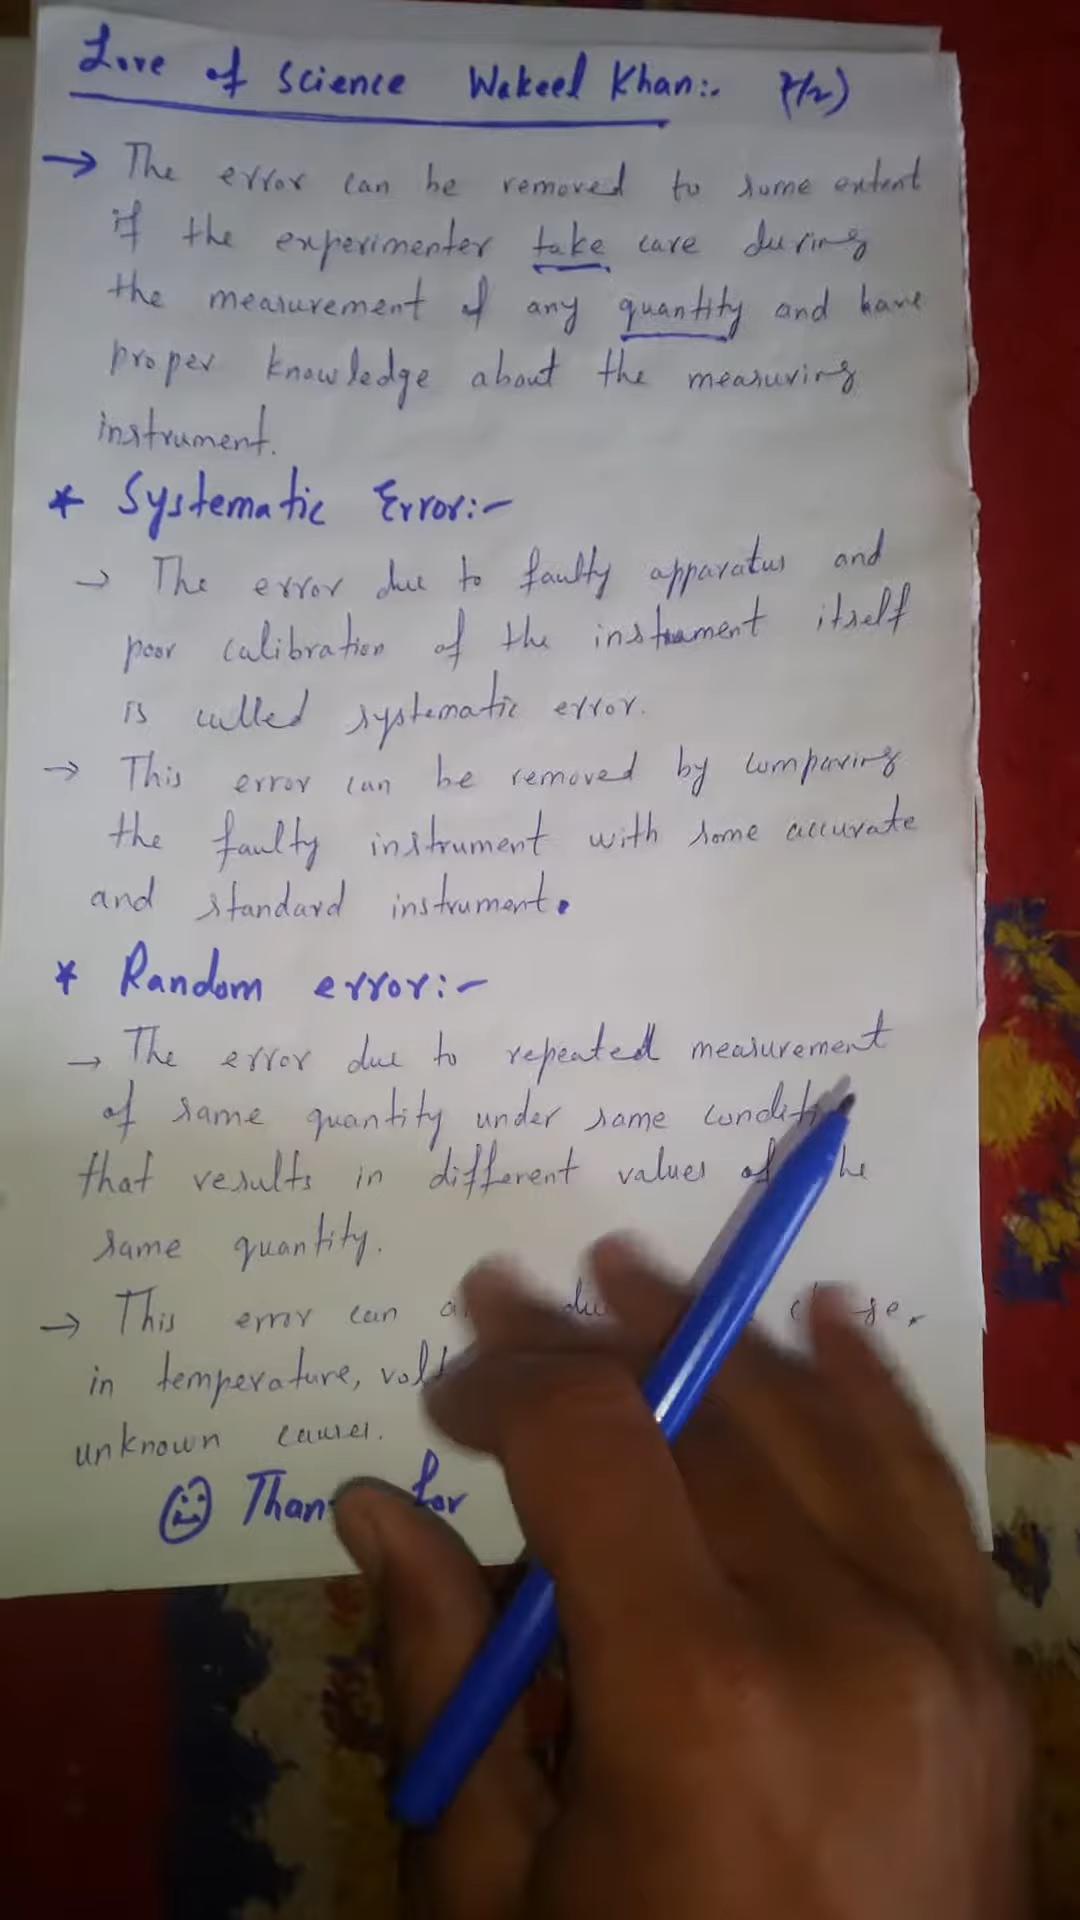 Love of Science Wakeel Khan:.
→ The error can be removed to some extent
if the experimenter take care during
the measurement of any quantity and have
proper knowledge about the measuring
instrument.
* Systematic Error:-
→ The error due to faulty apparatus and
poor calibration of the instrument itself
is called systematic error.
→ This error can be removed by comparing
the faulty instrument with some accurate
and standard instrument.
* Random error:-
→ The error due to repeated measurement
of same quantity under same
that results in different values of
same quantity.
→ This error can
in temperature,
unknown causes.
for